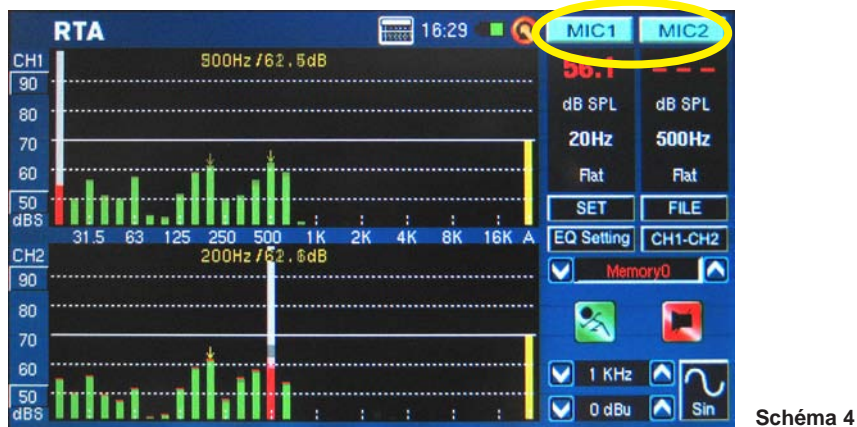 RTA 16:29 MIC1 MIC2
CH1 500Hz/62.5dB 56.1 - - -
90
dB SPL dB SPL
80
70 20Hz 500Hz
60 Flat Flat
50 SET FILE
dBS
31.5 63 125 250 500 1K 2K 4K 8K 16K A EQ Setting CH1-CH2
CH2 200Hz/62.6dB
90 Memory0
80
70
60 1 KHz
50
dBS 0 dBu Sin
Schéma 4